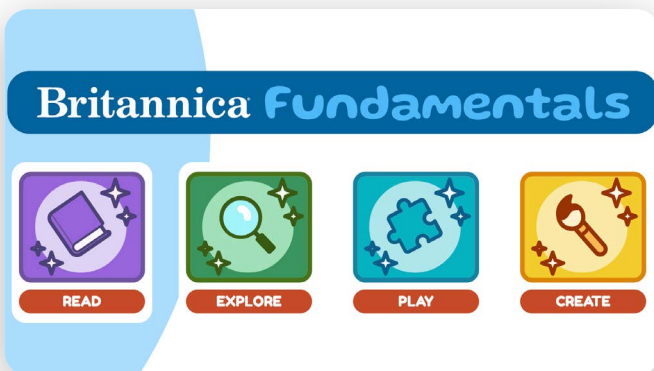 Britannica Fundamentals
READ
EXPLORE
PLAY
CREATE